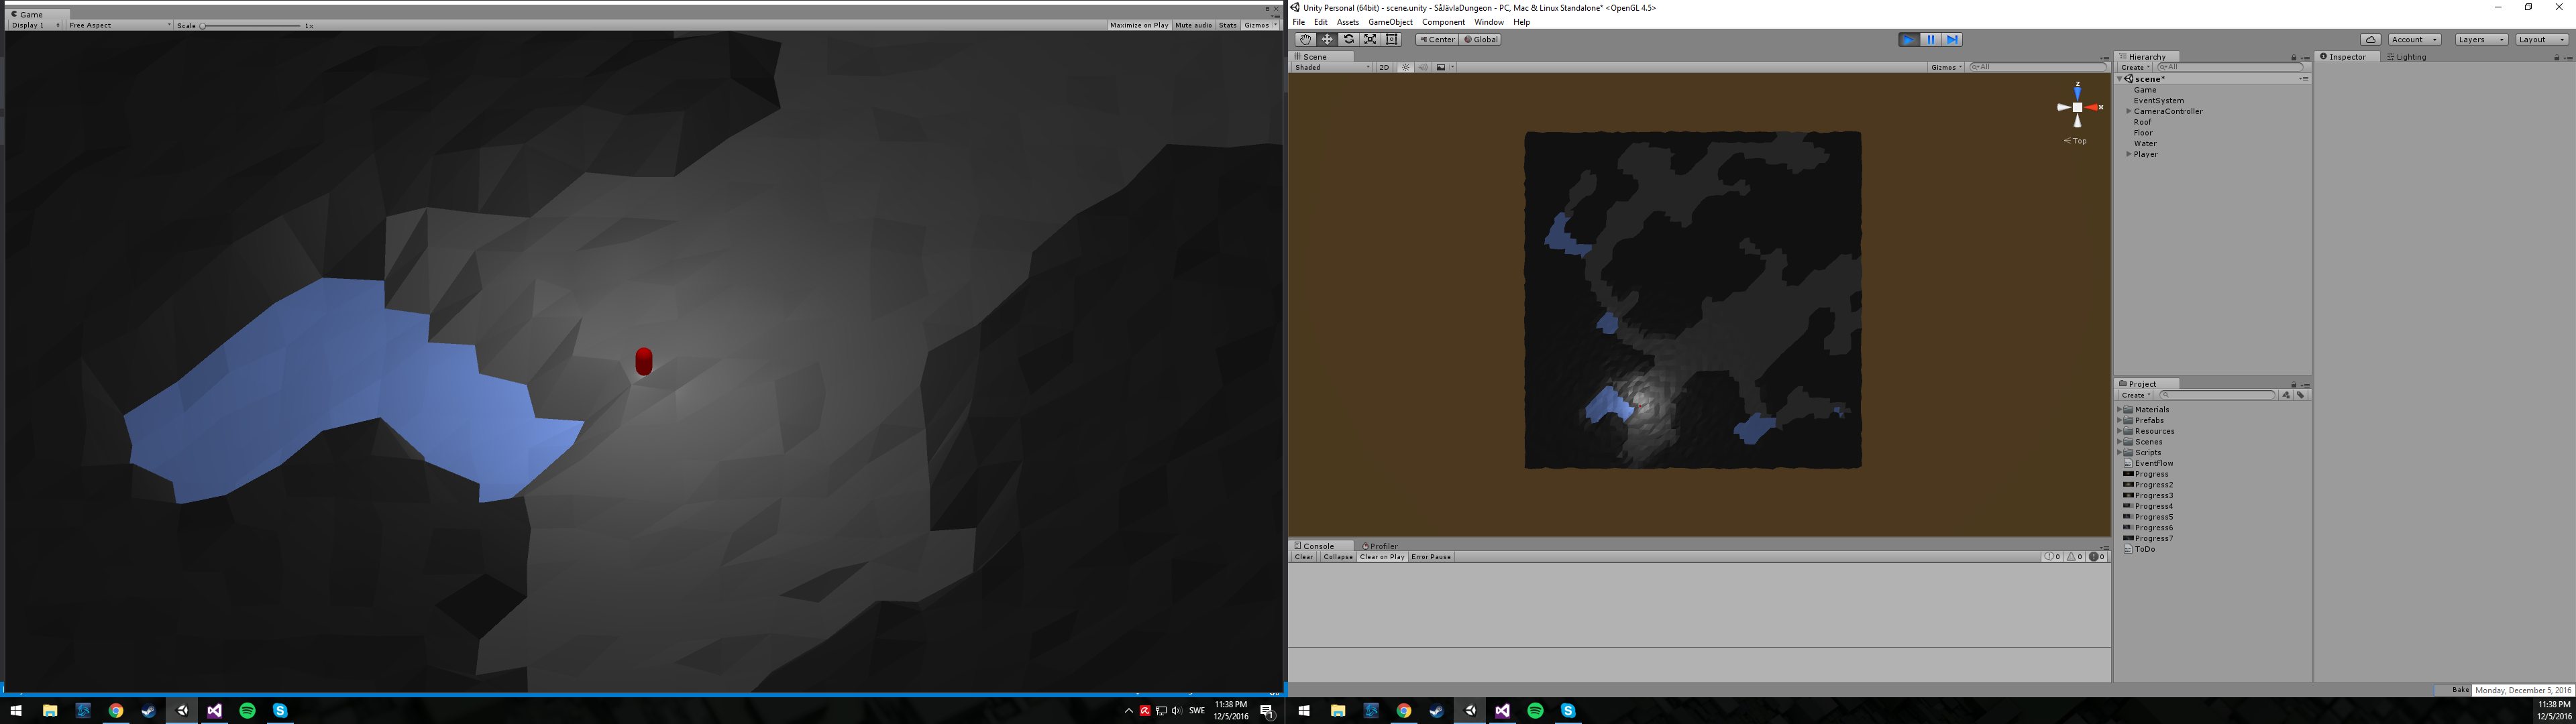 Game
Display 1 Free Aspect Scale 1x Maximize on Play Mute audio Stats Gizmos
Unity Personal (64bit) - scene.unity - SåJävlaDungeon - PC, Mac & Linux Standalone* <OpenGL 4.5>
File Edit Assets GameObject Component Window Help
Center Global Account Layers Layout
Scene
Shaded 2D Gizmos All
z
x
Top
Hierarchy
Create All
scene*
Game
EventSystem
CameraController
Roof
Floor
Water
Player
Inspector Lighting
Project
Create
Materials
Prefabs
Resources
Scenes
Scripts
EventFlow
Progress
Progress2
Progress3
Progress4
Progress5
Progress6
Progress7
ToDo
Console Profiler
Clear Collapse Clear on Play Error Pause 0 0 0
Bake Monday, December 5, 2016
SWE 11:38 PM
12/5/2016 1
11:38 PM
12/5/2016